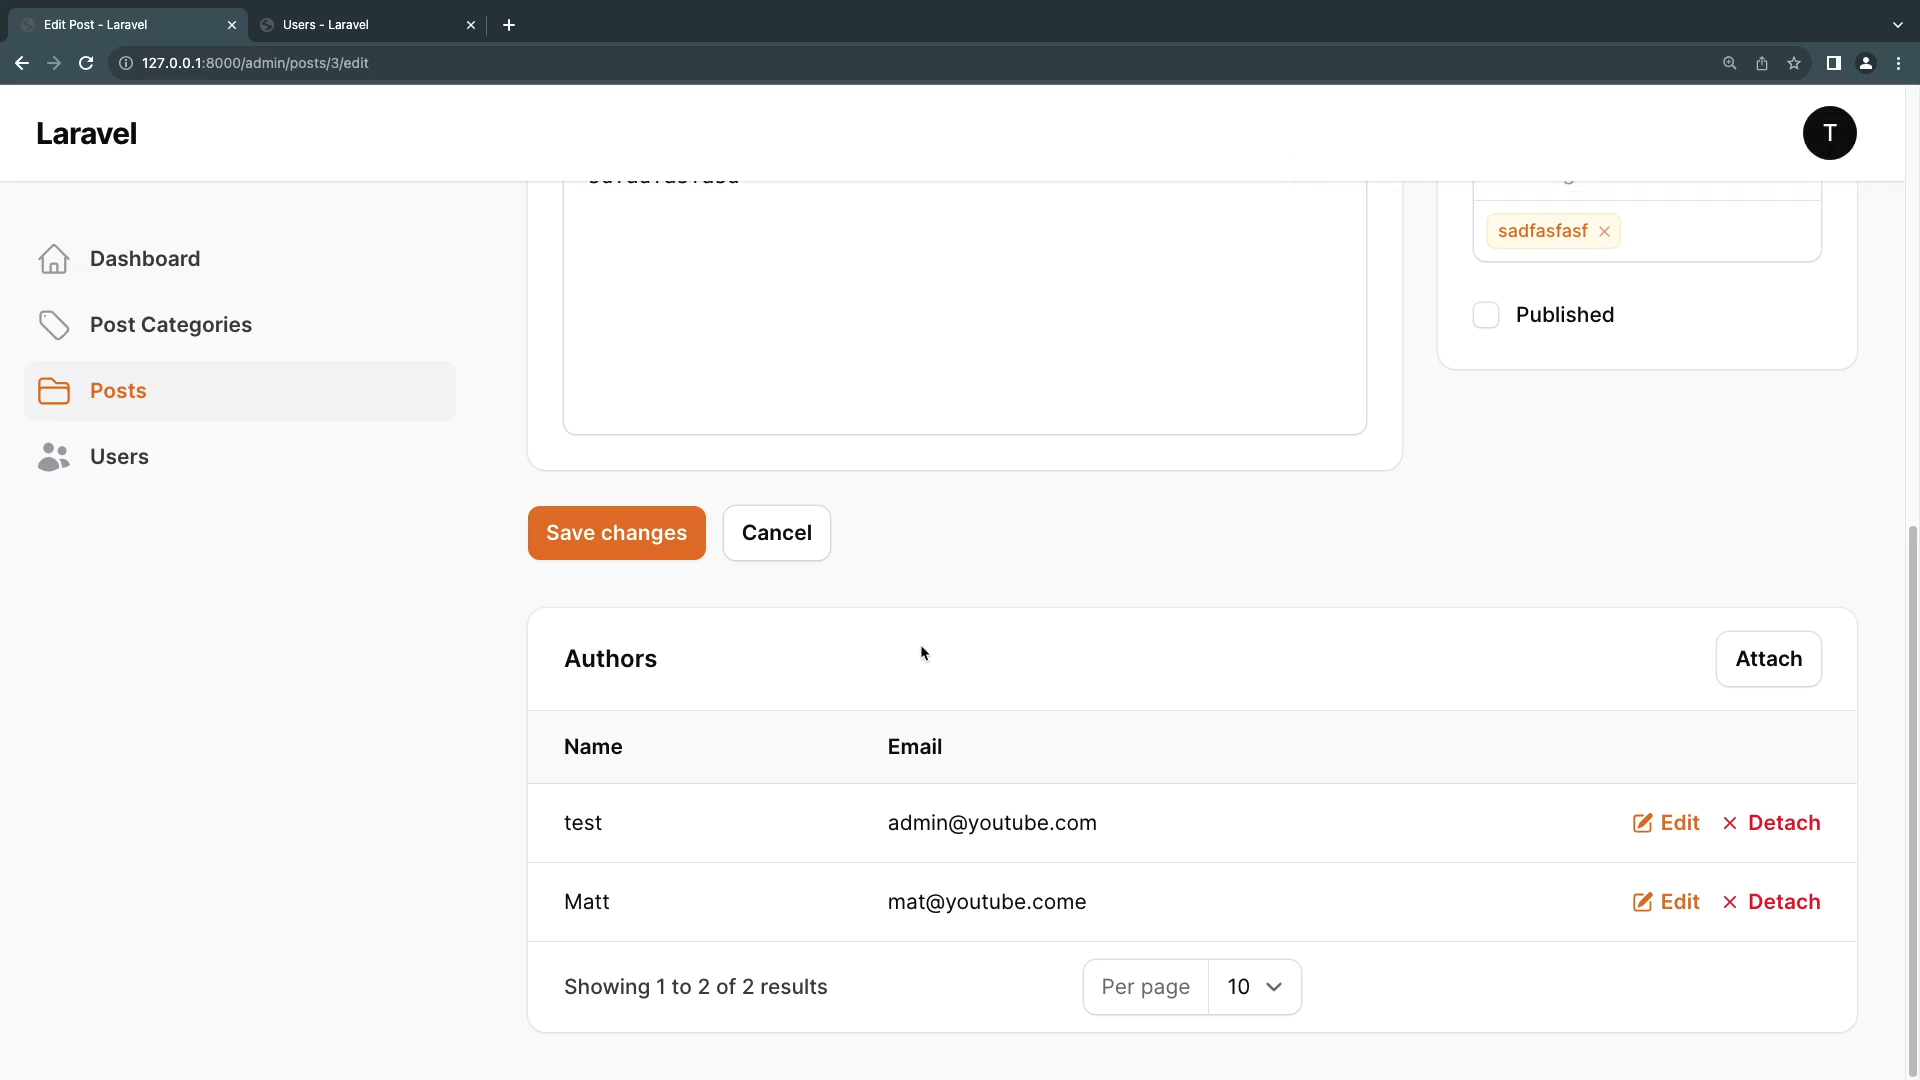 Edit Post - Laravel
Users - Laravel
127.0.0.1:8000/admin/posts/3/edit
Laravel
T
sadfasfasf
Dashboard
Published
Post Categories
Posts
Users
Save changes
Cancel
Authors
Attach
Name Email
test admin@youtube.com Edit Detach
Matt mat@youtube.come Edit Detach
Showing 1 to 2 of 2 results
Per page 10